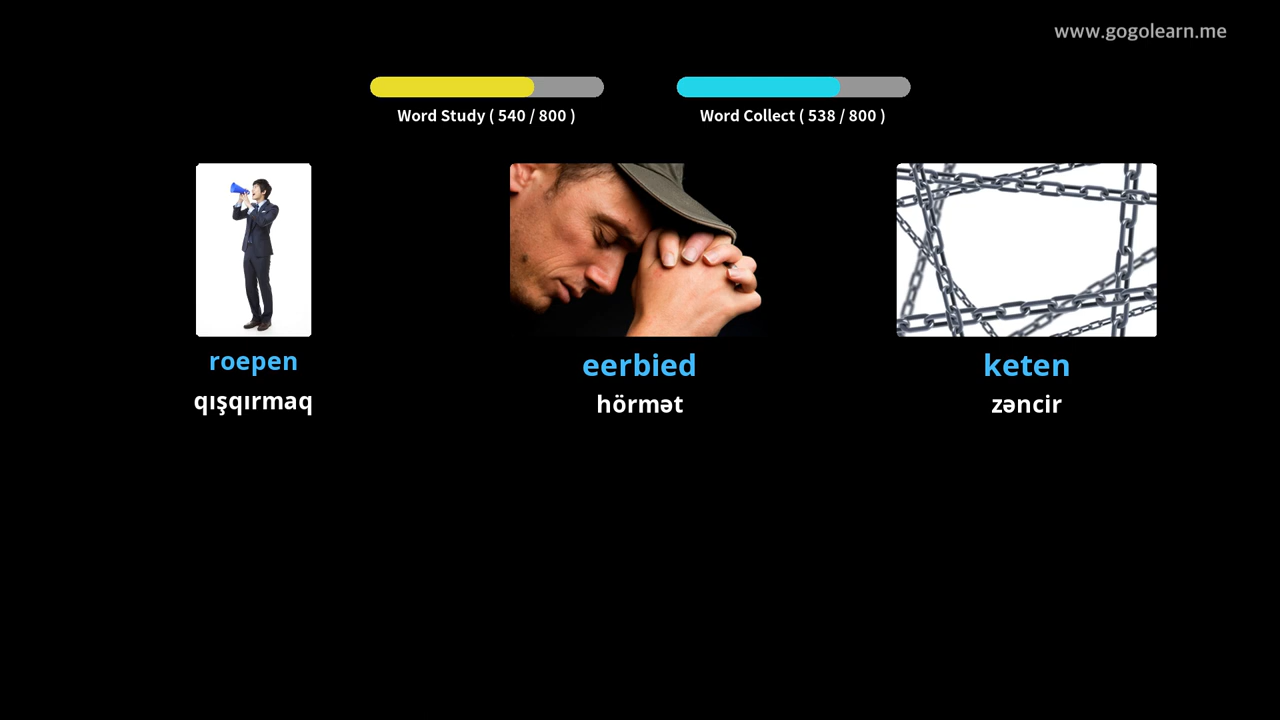 www.gogolearn.me
Word Study ( 540 / 800 )
Word Collect ( 538 / 800 )
roepen
qışqırmaq
eerbied
hörmət
keten
zəncir